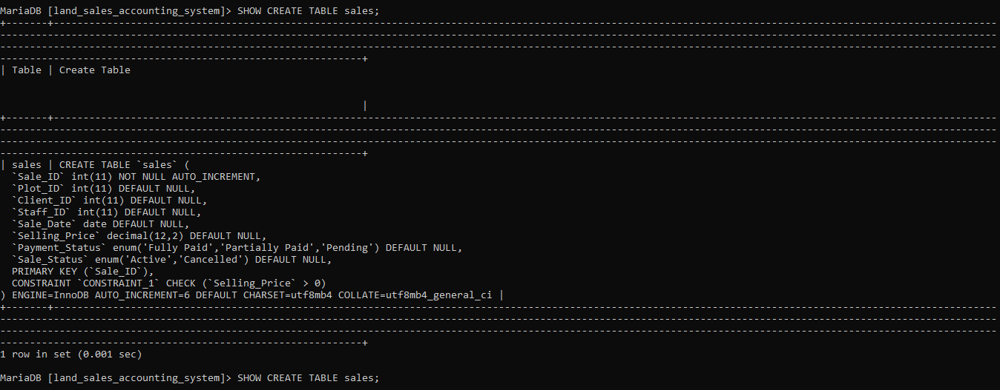 MariaDB [land_sales_accounting_system]> SHOW CREATE TABLE sales;
| Table | Create Table
|
| sales | CREATE TABLE `sales` (
  `Sale_ID` int(11) NOT NULL AUTO_INCREMENT,
  `Plot_ID` int(11) DEFAULT NULL,
  `Client_ID` int(11) DEFAULT NULL,
  `Staff_ID` int(11) DEFAULT NULL,
  `Sale_Date` date DEFAULT NULL,
  `Selling_Price` decimal(12,2) DEFAULT NULL,
  `Payment_Status` enum('Fully Paid','Partially Paid','Pending') DEFAULT NULL,
  `Sale_Status` enum('Active','Cancelled') DEFAULT NULL,
  PRIMARY KEY (`Sale_ID`),
  CONSTRAINT `CONSTRAINT_1` CHECK (`Selling_Price` > 0)
) ENGINE=InnoDB AUTO_INCREMENT=6 DEFAULT CHARSET=utf8mb4 COLLATE=utf8mb4_general_ci |
1 row in set (0.001 sec)
MariaDB [land_sales_accounting_system]> SHOW CREATE TABLE sales;